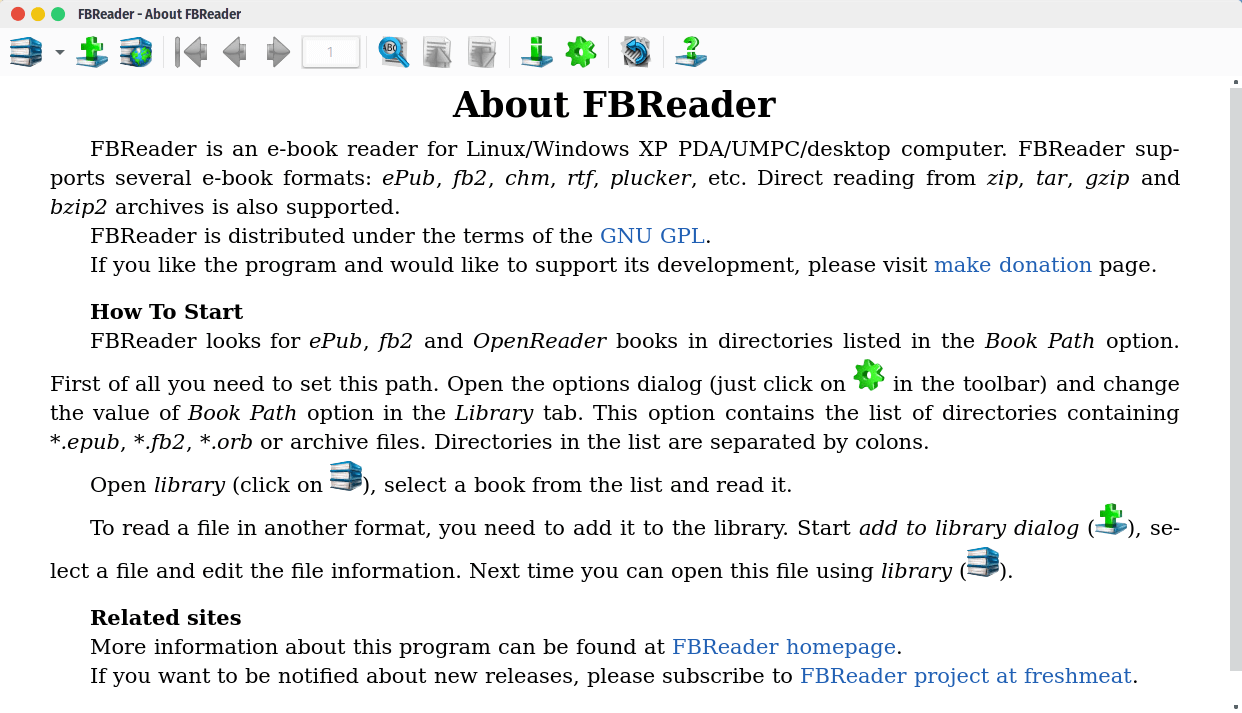 FBReader - About FBReader
1
ABC
?
About FBReader
FBReader is an e-book reader for Linux/Windows XP PDA/UMPC/desktop computer. FBReader sup-
ports several e-book formats: ePub, fb2, chm, rtf, plucker, etc. Direct reading from zip, tar, gzip and
bzip2 archives is also supported.
FBReader is distributed under the terms of the GNU GPL.
If you like the program and would like to support its development, please visit make donation page.
How To Start
FBReader looks for ePub, fb2 and OpenReader books in directories listed in the Book Path option.
First of all you need to set this path. Open the options dialog (just click on in the toolbar) and change
the value of Book Path option in the Library tab. This option contains the list of directories containing
*.epub, *.fb2, *.orb or archive files. Directories in the list are separated by colons.
Open library (click on ), select a book from the list and read it.
To read a file in another format, you need to add it to the library. Start add to library dialog ( ), se-
lect a file and edit the file information. Next time you can open this file using library ( ).
Related sites
More information about this program can be found at FBReader homepage.
If you want to be notified about new releases, please subscribe to FBReader project at freshmeat.